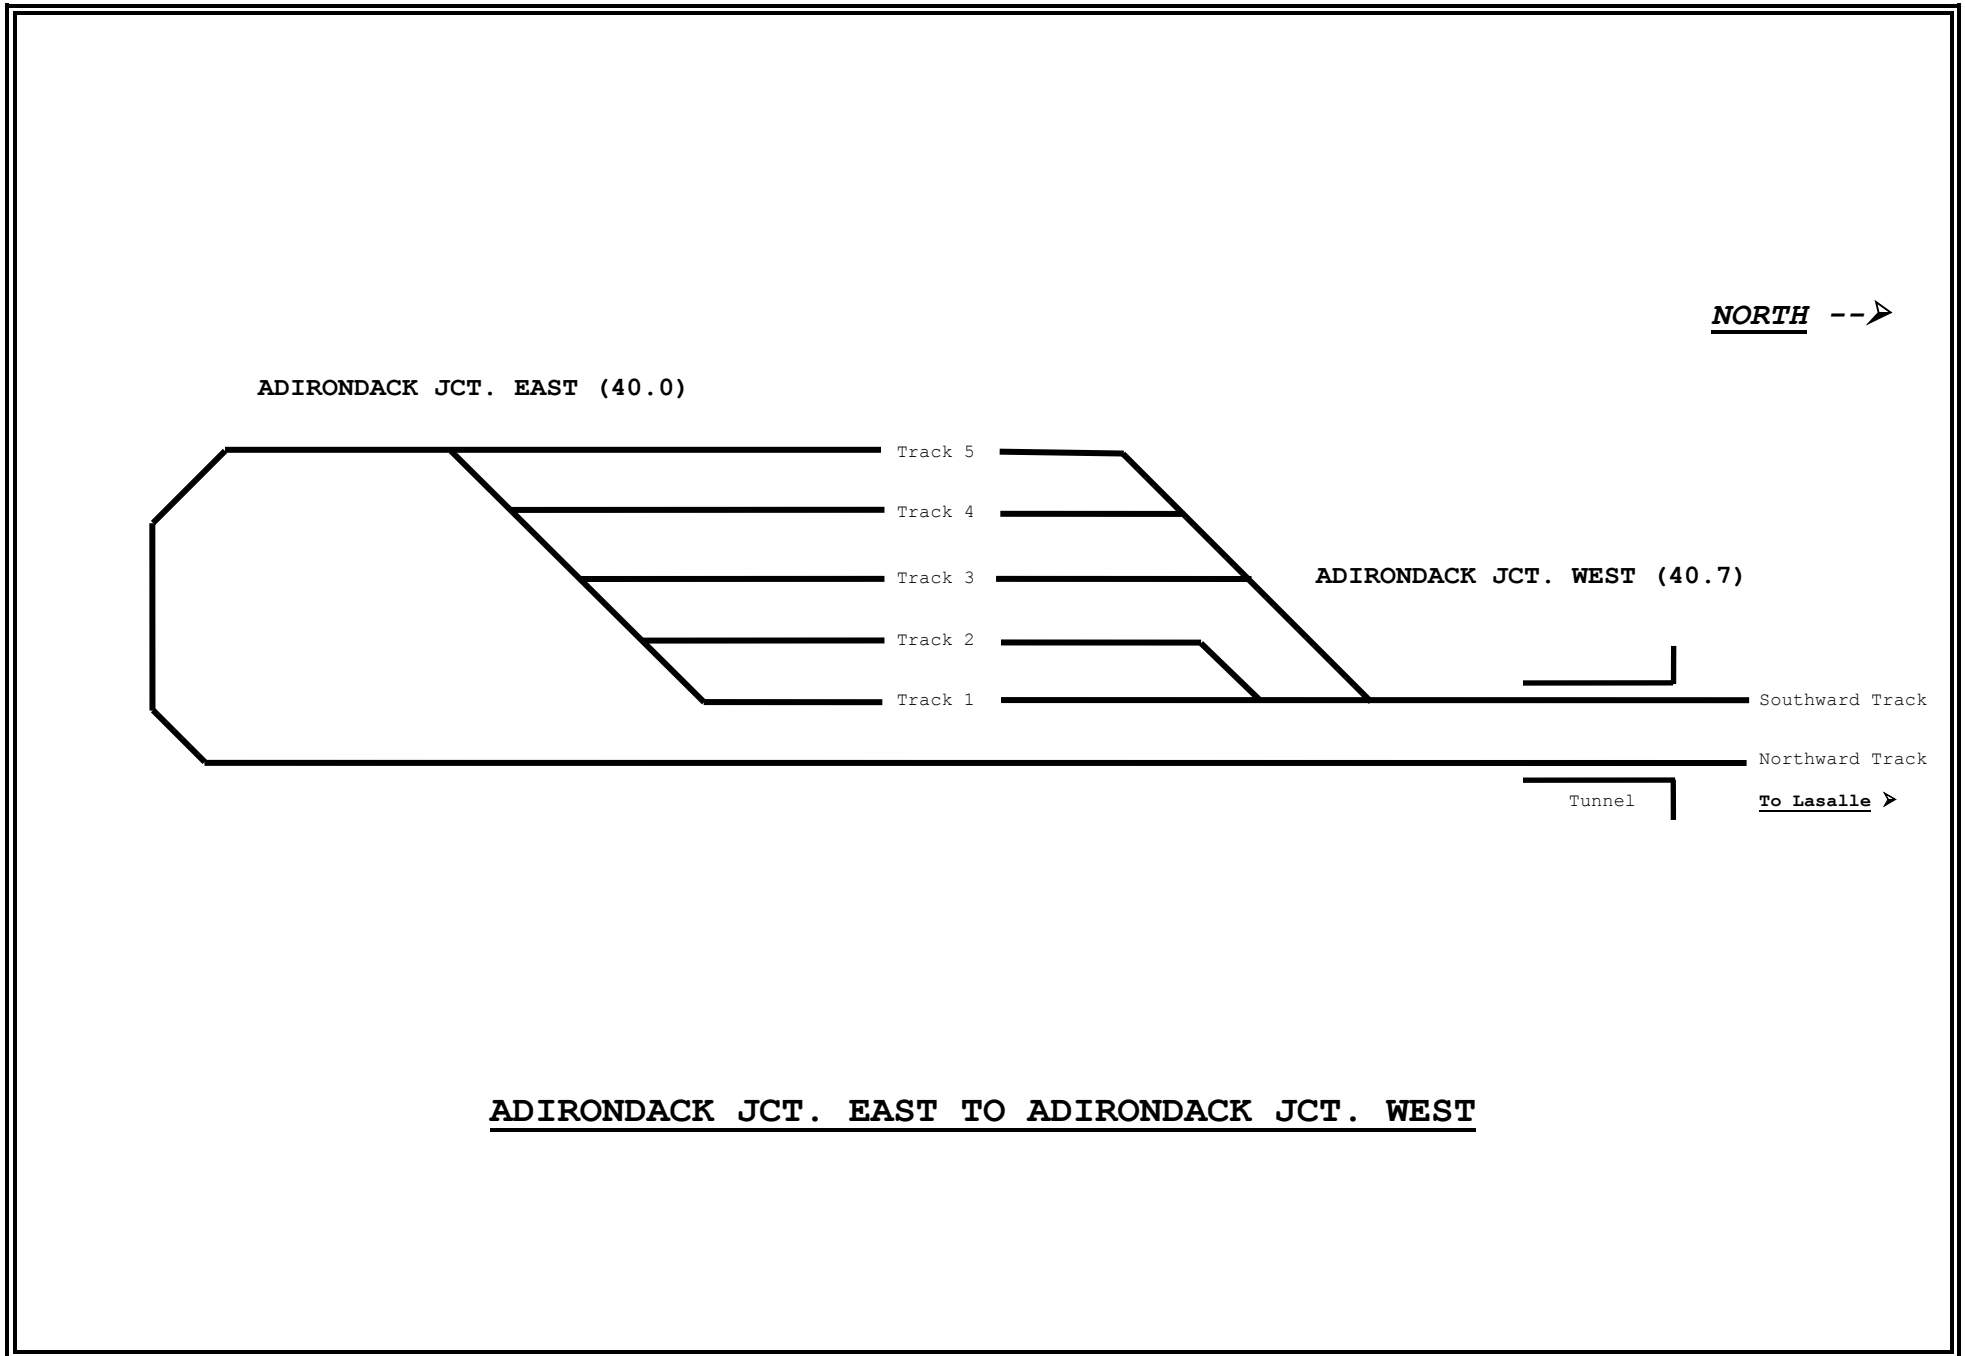 NORTH -->
ADIRONDACK JCT. EAST (40.0)
Track 5
Track 4
Track 3
ADIRONDACK JCT. WEST (40.7)
Track 2
Track 1
Southward Track
Northward Track
Tunnel
To Lasalle >
ADIRONDACK JCT. EAST TO ADIRONDACK JCT. WEST